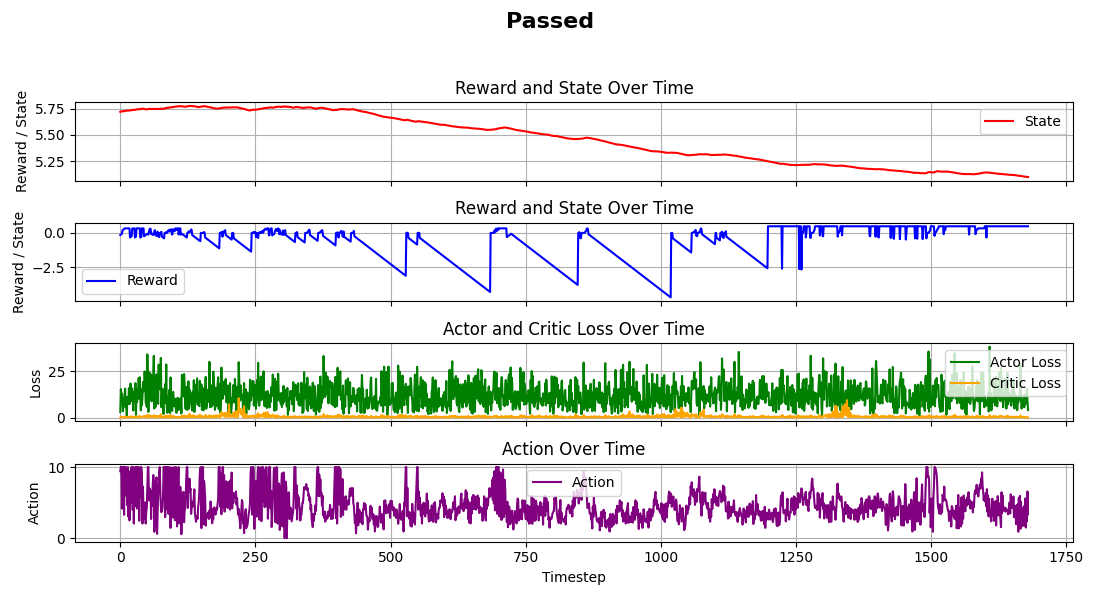 Passed
Reward and State Over Time
Reward / State
5.75
5.50
5.25
State
Reward and State Over Time
Reward / State
0.0
−2.5
Reward
Actor and Critic Loss Over Time
Loss
25
0
Actor Loss
Critic Loss
Action Over Time
Action
10
0
Action
0 250 500 750 1000 1250 1500 1750
Timestep